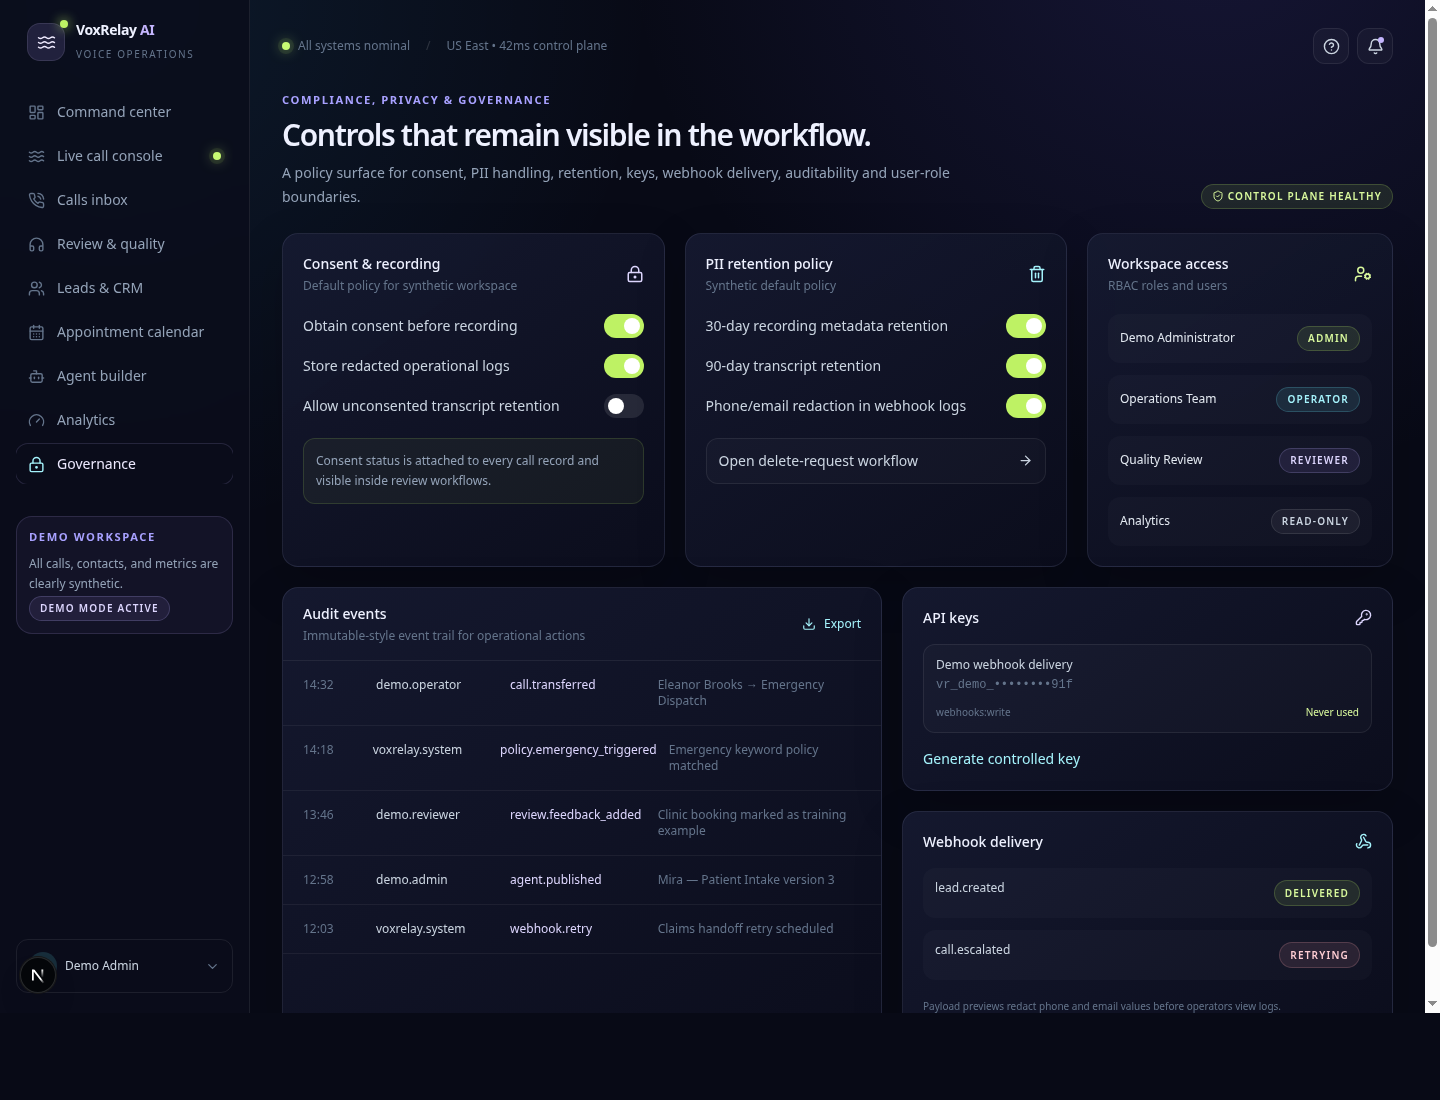 VoxRelay AI
VOICE OPERATIONS
Command center
Live call console
Calls inbox
Review & quality
Leads & CRM
Appointment calendar
Agent builder
Analytics
Governance
DEMO WORKSPACE
All calls, contacts, and metrics are
clearly synthetic.
DEMO MODE ACTIVE
N
Demo Admin
All systems nominal / US East • 42ms control plane
COMPLIANCE, PRIVACY & GOVERNANCE
Controls that remain visible in the workflow.
A policy surface for consent, PII handling, retention, keys, webhook delivery, auditability and user-role
boundaries.
CONTROL PLANE HEALTHY
Consent & recording
Default policy for synthetic workspace
Obtain consent before recording
Store redacted operational logs
Allow unconsented transcript retention
Consent status is attached to every call record and
visible inside review workflows.
PII retention policy
Synthetic default policy
30-day recording metadata retention
90-day transcript retention
Phone/email redaction in webhook logs
Open delete-request workflow
Workspace access
RBAC roles and users
Demo Administrator ADMIN
Operations Team OPERATOR
Quality Review REVIEWER
Analytics READ-ONLY
Audit events
Immutable-style event trail for operational actions
Export
14:32 demo.operator call.transferred Eleanor Brooks → Emergency
Dispatch
14:18 voxrelay.system policy.emergency_triggered Emergency keyword policy
matched
13:46 demo.reviewer review.feedback_added Clinic booking marked as training
example
12:58 demo.admin agent.published Mira — Patient Intake version 3
12:03 voxrelay.system webhook.retry Claims handoff retry scheduled
API keys
Demo webhook delivery
vr_demo_••••••••91f
webhooks:write Never used
Generate controlled key
Webhook delivery
lead.created DELIVERED
call.escalated RETRYING
Payload previews redact phone and email values before operators view logs.